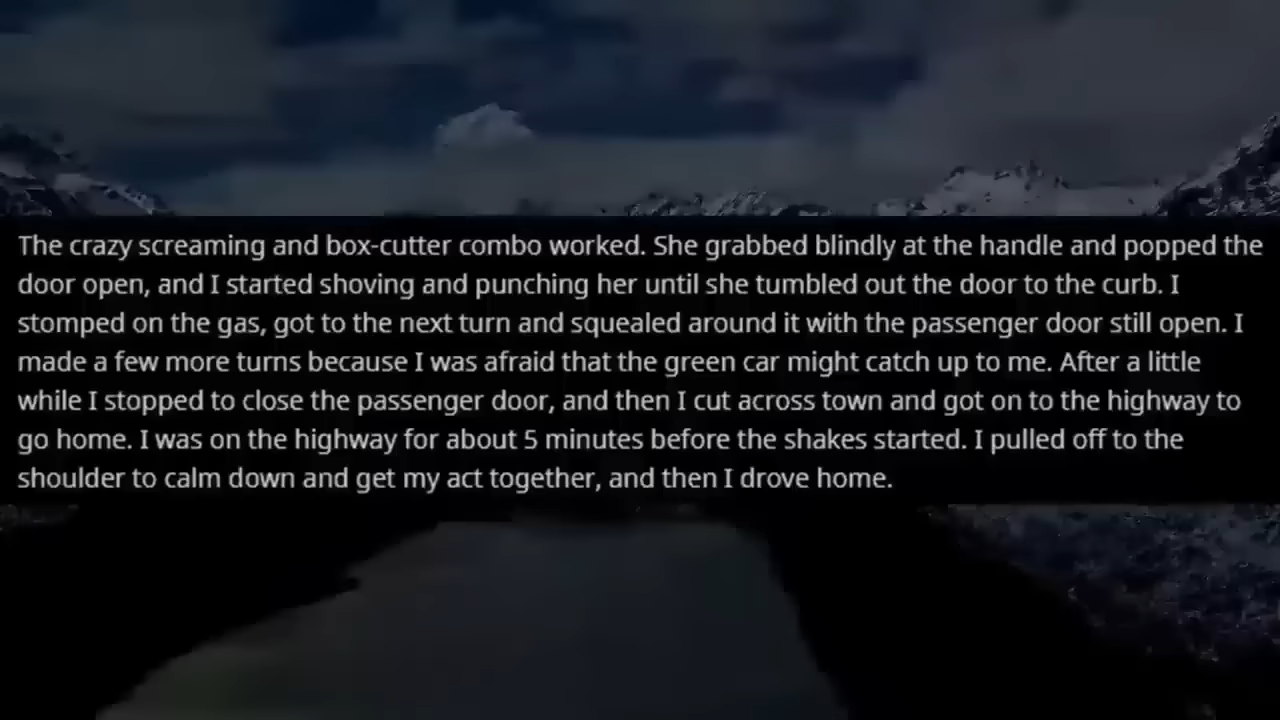 The crazy screaming and box-cutter combo worked. She grabbed blindly at the handle and popped the
door open, and I started shoving and punching her until she tumbled out the door to the curb. I
stomped on the gas, got to the next turn and squealed around it with the passenger door still open. I
made a few more turns because I was afraid that the green car might catch up to me. After a little
while I stopped to close the passenger door, and then I cut across town and got on to the highway to
go home. I was on the highway for about 5 minutes before the shakes started. I pulled off to the
shoulder to calm down and get my act together, and then I drove home.